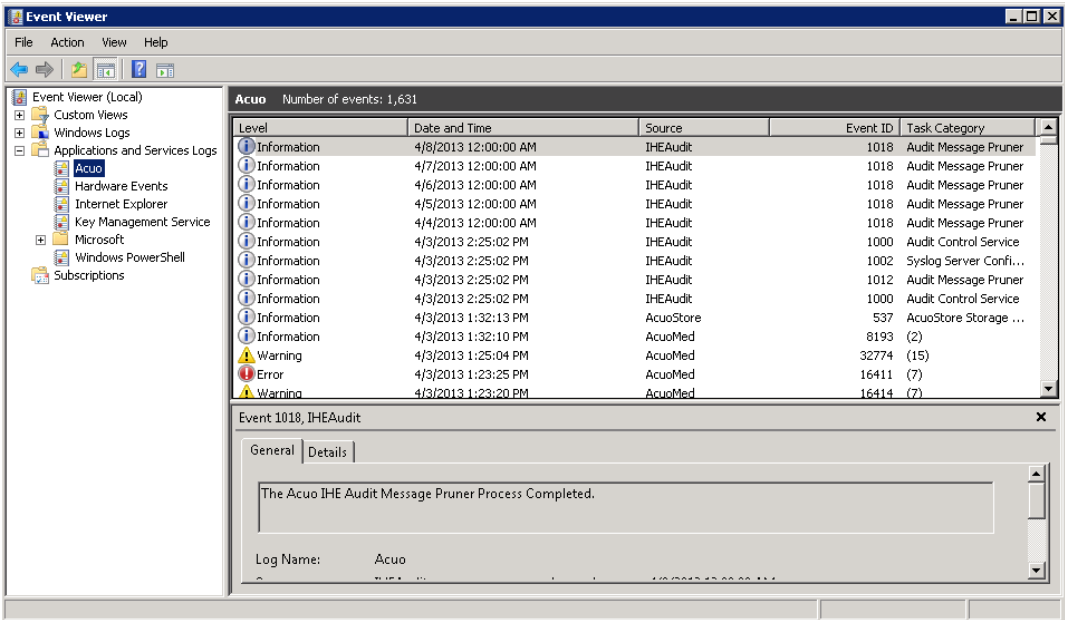 Event Viewer
File Action View Help
Event Viewer (Local)
Custom Views
Windows Logs
Applications and Services Logs
Acuo
Hardware Events
Internet Explorer
Key Management Service
Microsoft
Windows PowerShell
Subscriptions
Acuo Number of events: 1,631
Level Date and Time Source Event ID Task Category
Information 4/8/2013 12:00:00 AM IHEAudit 1018 Audit Message Pruner
Information 4/7/2013 12:00:00 AM IHEAudit 1018 Audit Message Pruner
Information 4/6/2013 12:00:00 AM IHEAudit 1018 Audit Message Pruner
Information 4/5/2013 12:00:00 AM IHEAudit 1018 Audit Message Pruner
Information 4/4/2013 12:00:00 AM IHEAudit 1018 Audit Message Pruner
Information 4/3/2013 2:25:02 PM IHEAudit 1000 Audit Control Service
Information 4/3/2013 2:25:02 PM IHEAudit 1002 Syslog Server Confi...
Information 4/3/2013 2:25:02 PM IHEAudit 1012 Audit Message Pruner
Information 4/3/2013 2:25:02 PM IHEAudit 1000 Audit Control Service
Information 4/3/2013 1:32:13 PM AcuoStore 537 AcuoStore Storage ...
Information 4/3/2013 1:32:10 PM AcuoMed 8193 (2)
Warning 4/3/2013 1:25:04 PM AcuoMed 32774 (15)
Error 4/3/2013 1:23:25 PM AcuoMed 16411 (7)
Warning 4/3/2013 1:23:20 PM AcuoMed 16414 (7)
Event 1018, IHEAudit
General Details
The Acuo IHE Audit Message Pruner Process Completed.
Log Name: Acuo